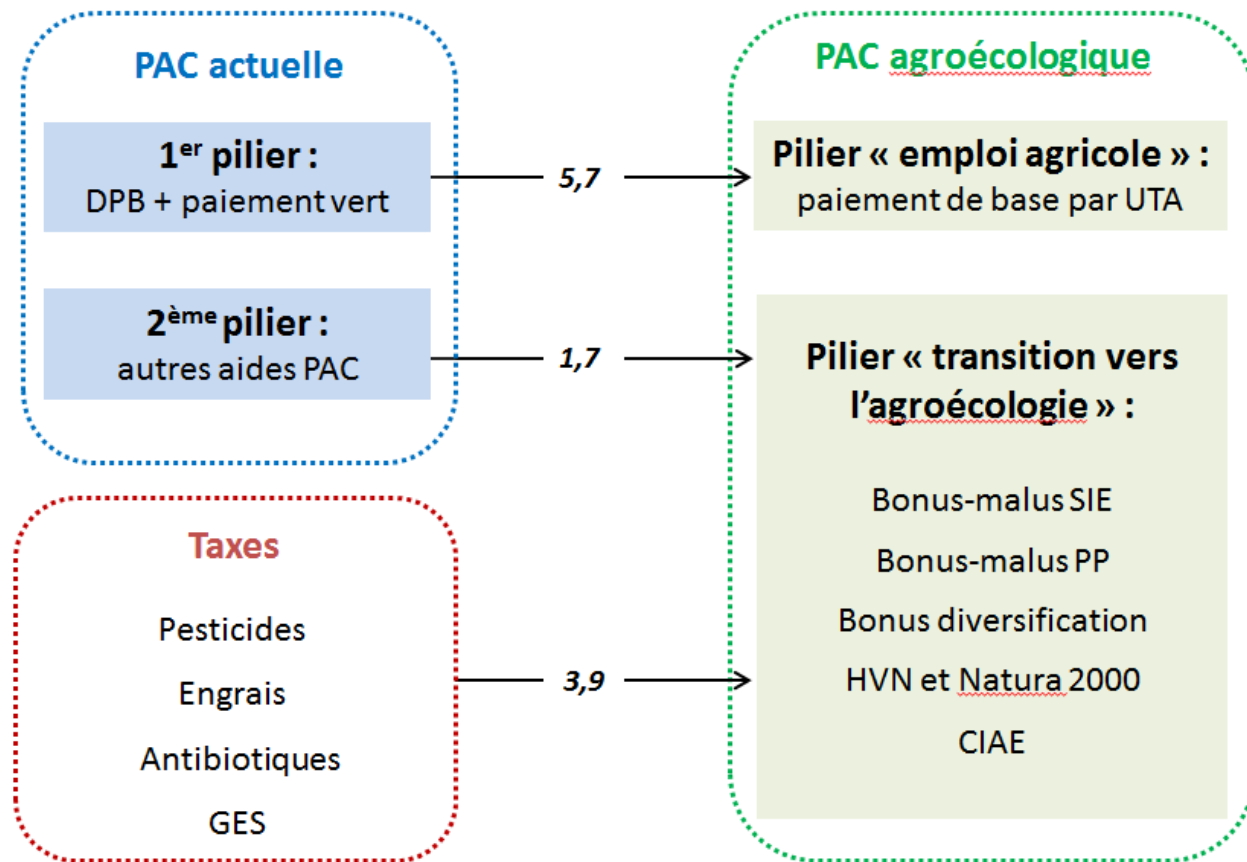 PAC actuelle
1er pilier :
DPB + paiement vert
2ème pilier :
autres aides PAC
Taxes
Pesticides
Engrais
Antibiotiques
GES
5,7
1,7
3,9
PAC agroécologique
Pilier « emploi agricole » :
paiement de base par UTA
Pilier « transition vers
l’agroécologie » :
Bonus-malus SIE
Bonus-malus PP
Bonus diversification
HVN et Natura 2000
CIAE